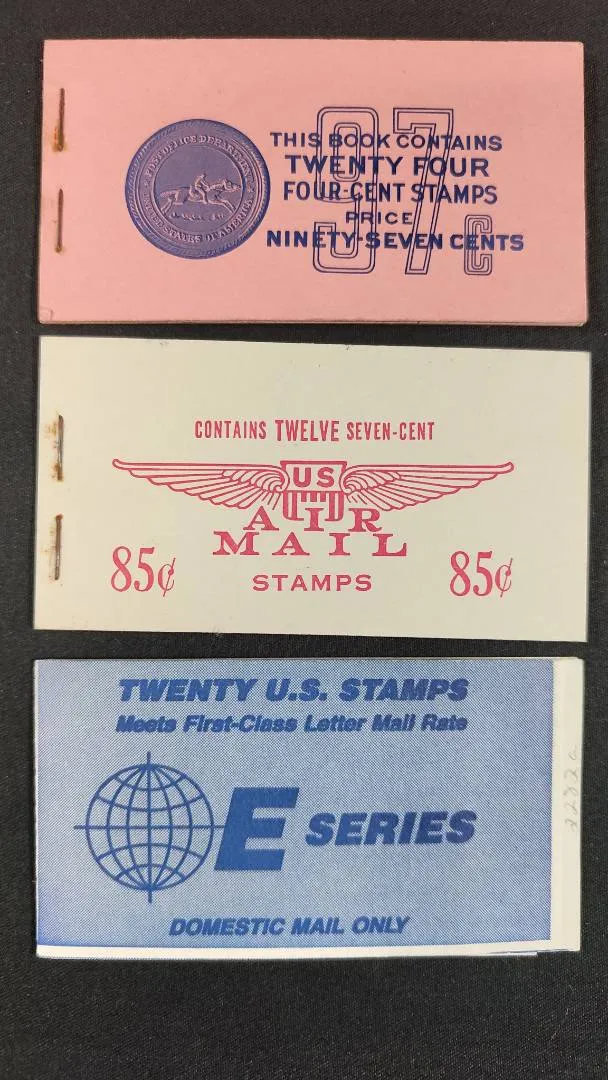 POST OFFICE DEPARTMENT
UNITED STATES OF AMERICA
97c
THIS BOOK CONTAINS
TWENTY FOUR
FOUR-CENT STAMPS
PRICE
NINETY-SEVEN CENTS
CONTAINS TWELVE SEVEN-CENT
US
AIR
MAIL
STAMPS
85¢ 85¢
TWENTY U.S. STAMPS
Meets First-Class Letter Mail Rate
E SERIES
DOMESTIC MAIL ONLY
2282a